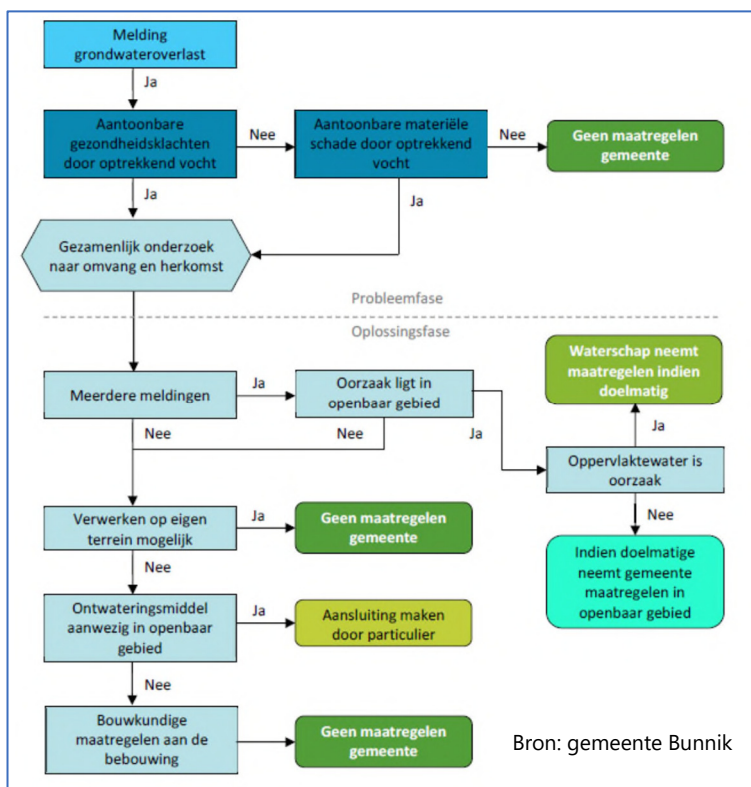 Melding
grondwateroverlast
Ja
Aantoonbare
gezondheidsklachten
door optrekkend vocht
Nee
Aantoonbare materiële
schade door optrekkend
vocht
Nee
Geen maatregelen
gemeente
Ja
Ja
Gezamenlijk onderzoek
naar omvang en herkomst
Probleemfase
Oplossingsfase
Waterschap neemt
maatregelen indien
doelmatig
Meerdere meldingen
Ja
Oorzaak ligt in
openbaar gebied
Nee
Nee
Ja
Ja
Oppervlaktewater is
oorzaak
Nee
Verwerken op eigen
terrein mogelijk
Ja
Geen maatregelen
gemeente
Indien doelmatige
neemt gemeente
maatregelen in
openbaar gebied
Nee
Ontwateringsmiddel
aanwezig in openbaar
gebied
Ja
Aansluiting maken
door particulier
Nee
Bouwkundige
maatregelen aan de
bebouwing
Geen maatregelen
gemeente
Bron: gemeente Bunnik